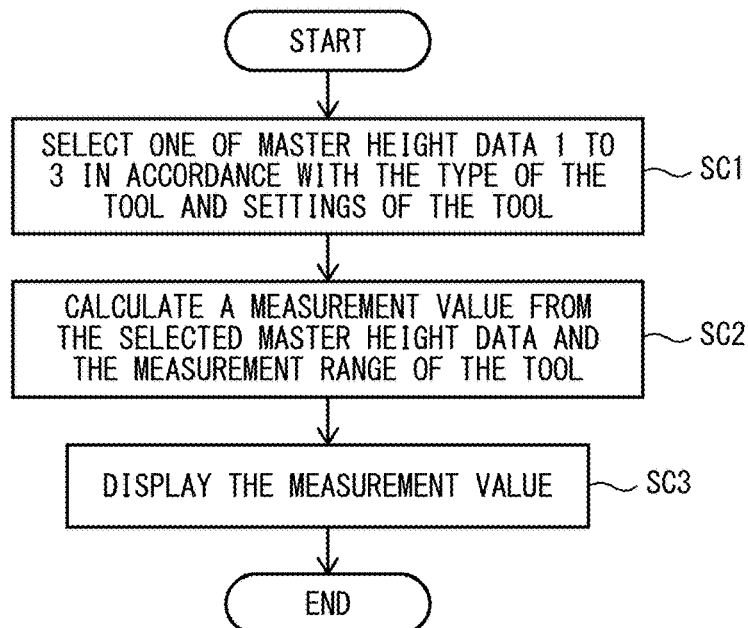 START
SELECT ONE OF MASTER HEIGHT DATA 1 TO
3 IN ACCORDANCE WITH THE TYPE OF THE
TOOL AND SETTINGS OF THE TOOL
SC1
CALCULATE A MEASUREMENT VALUE FROM
THE SELECTED MASTER HEIGHT DATA AND
THE MEASUREMENT RANGE OF THE TOOL
SC2
DISPLAY THE MEASUREMENT VALUE
SC3
END